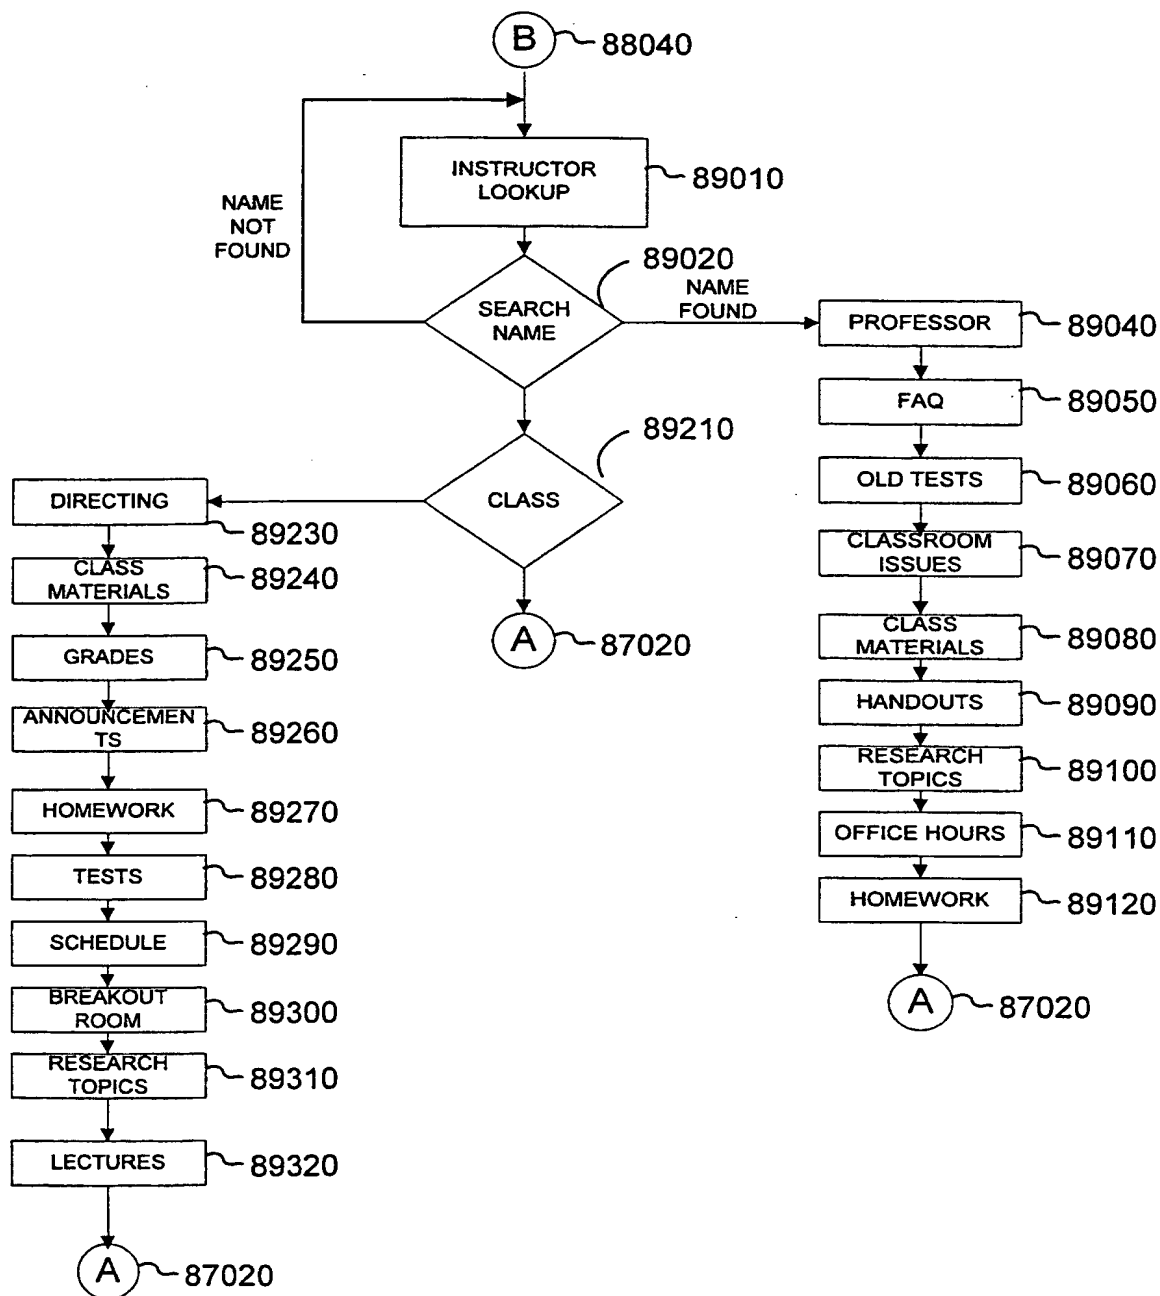 B
88040
INSTRUCTOR
LOOKUP
89010
NAME
NOT
FOUND
SEARCH
NAME
89020
NAME
FOUND
PROFESSOR
89040
FAQ
89050
OLD TESTS
89060
CLASSROOM
ISSUES
89070
CLASS
MATERIALS
89080
HANDOUTS
89090
RESEARCH
TOPICS
89100
OFFICE HOURS
89110
HOMEWORK
89120
A
87020
CLASS
89210
A
87020
DIRECTING
89230
CLASS
MATERIALS
89240
GRADES
89250
ANNOUNCEMEN
TS
89260
HOMEWORK
89270
TESTS
89280
SCHEDULE
89290
BREAKOUT
ROOM
89300
RESEARCH
TOPICS
89310
LECTURES
89320
A
87020